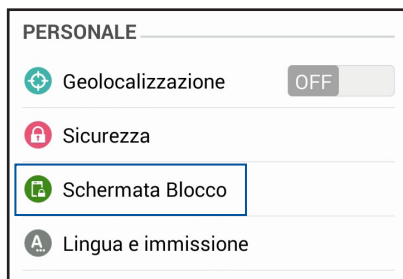 PERSONALE
Geolocalizzazione OFF
Sicurezza
Schermata Blocco
Lingua e immissione